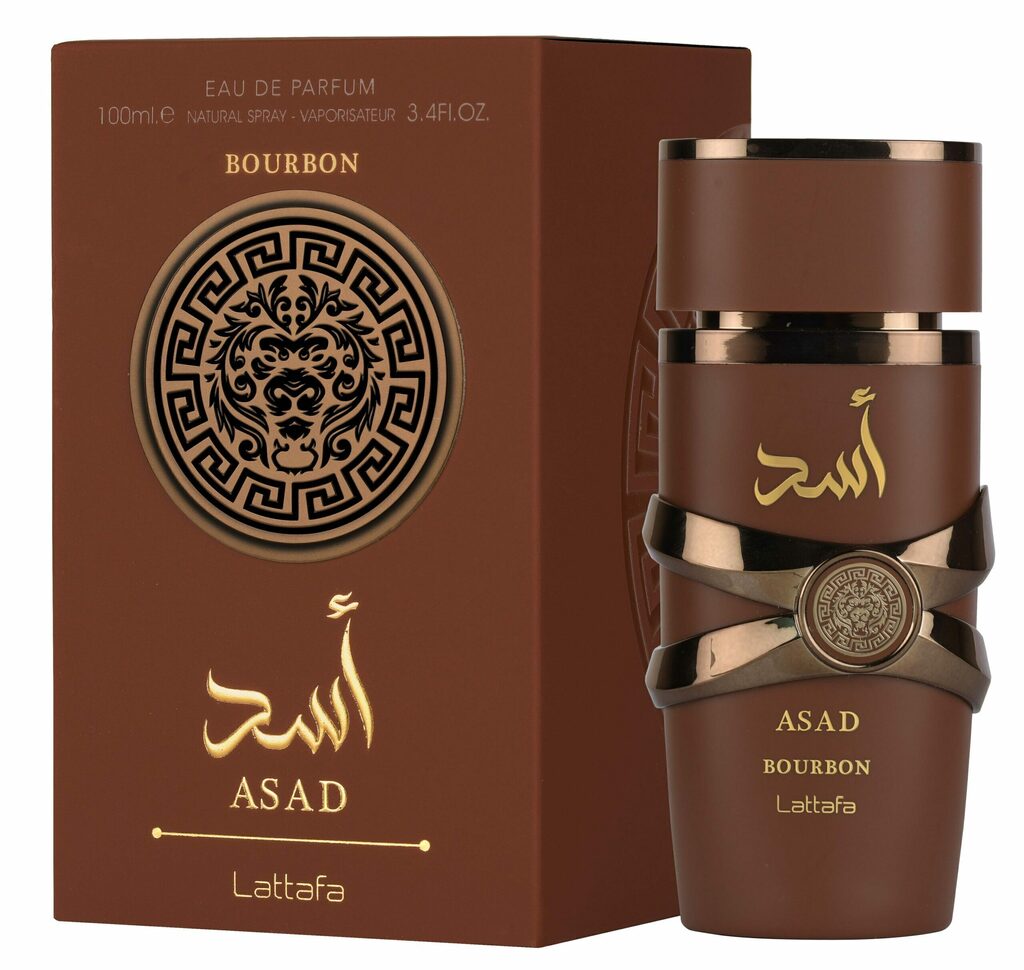 EAU DE PARFUM
100ml.e NATURAL SPRAY - VAPORISATEUR 3.4Fl.OZ.
BOURBON
أسد
ASAD
Lattafa
أسد
ASAD
BOURBON
Lattafa